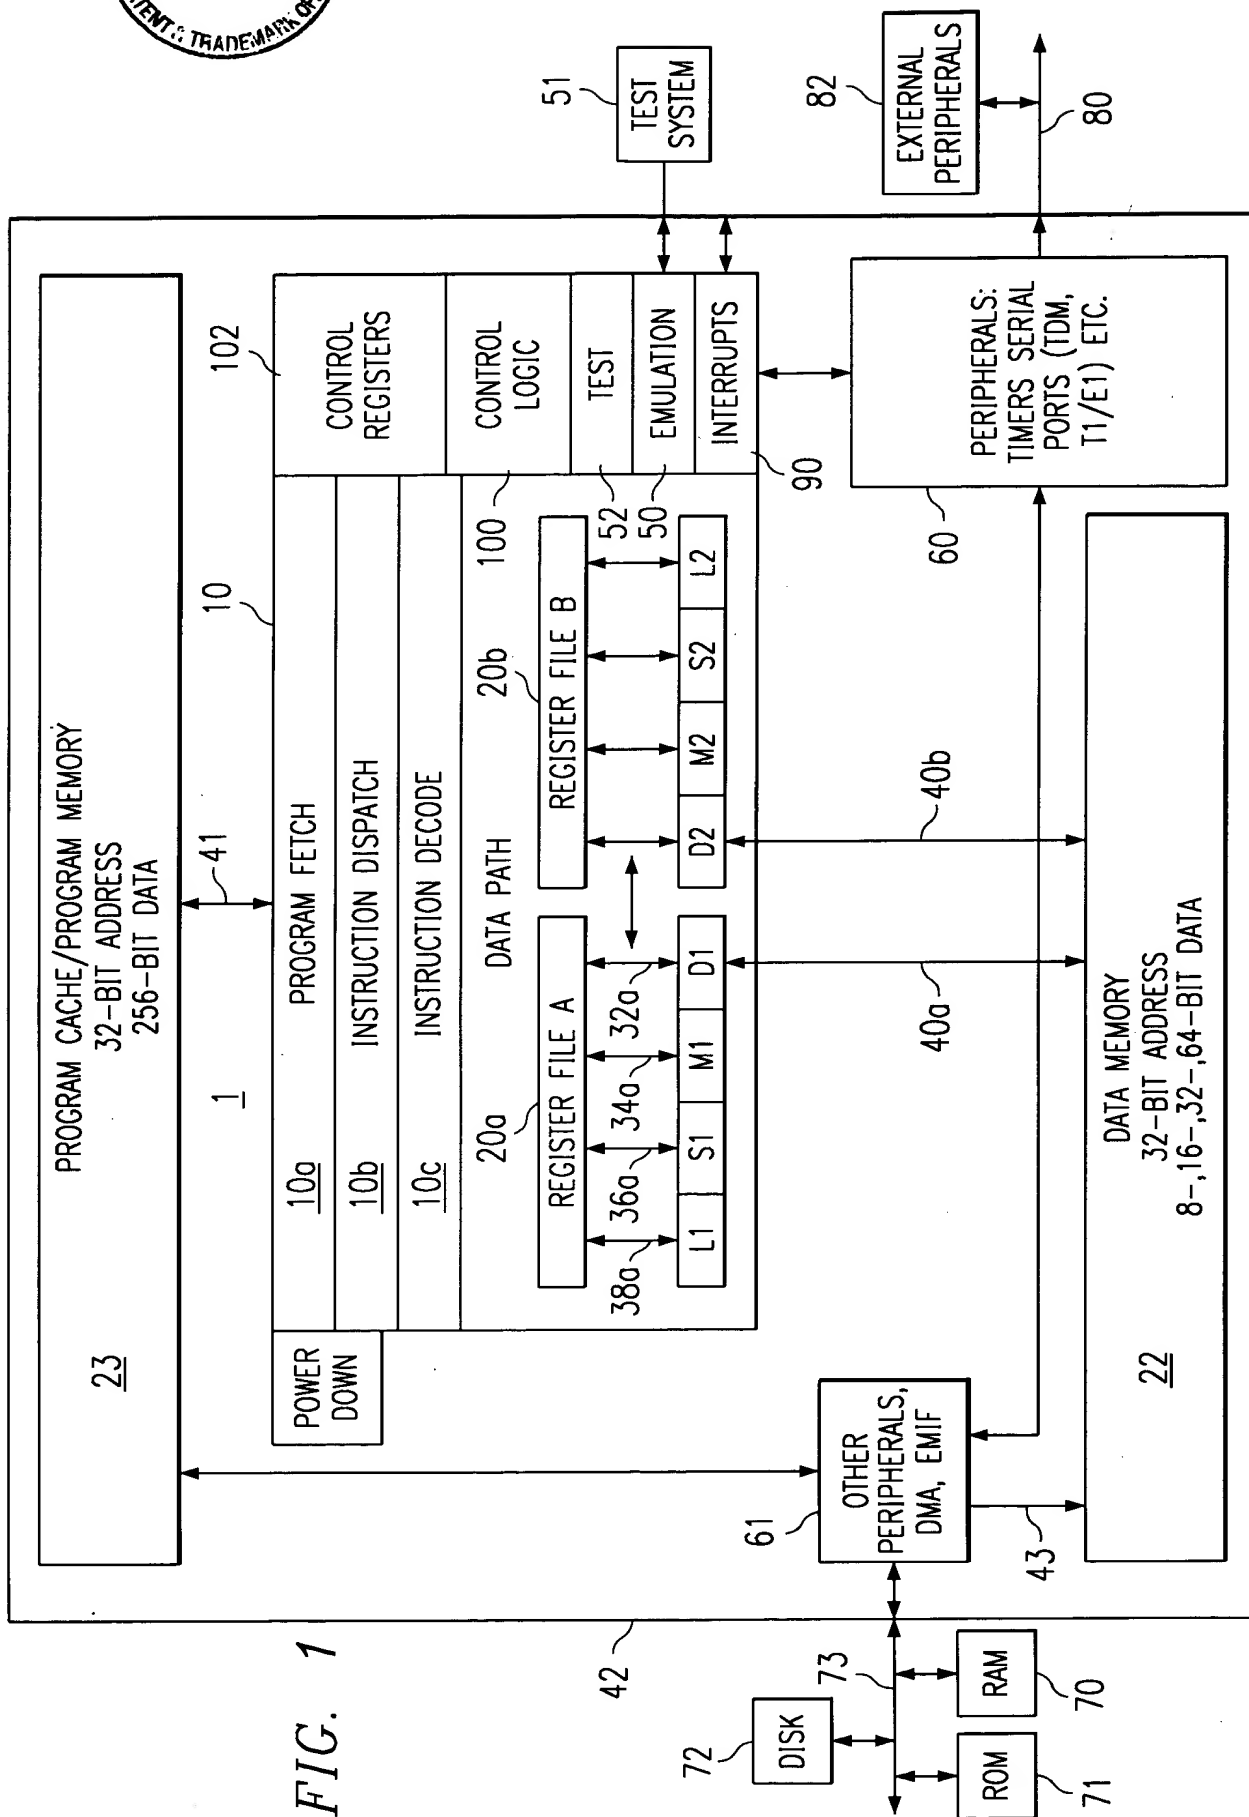 PATENT & TRADEMARK OF
FIG. 1
PROGRAM CACHE/PROGRAM MEMORY
32-BIT ADDRESS
256-BIT DATA
23
1
41
10
102
POWER
DOWN
10a
PROGRAM FETCH
10b
INSTRUCTION DISPATCH
10c
INSTRUCTION DECODE
DATA PATH
CONTROL
REGISTERS
CONTROL
LOGIC
TEST
EMULATION
INTERRUPTS
100
52
50
90
20a
REGISTER FILE A
20b
REGISTER FILE B
38a
36a
34a
32a
L1
S1
M1
D1
D2
M2
S2
L2
TEST
SYSTEM
51
40a
40b
61
OTHER
PERIPHERALS,
DMA, EMIF
43
60
PERIPHERALS:
TIMERS SERIAL
PORTS (TDM,
T1/E1) ETC.
EXTERNAL
PERIPHERALS
82
80
42
72
DISK
73
ROM
71
RAM
70
DATA MEMORY
32-BIT ADDRESS
8-,16-,32-,64-BIT DATA
22